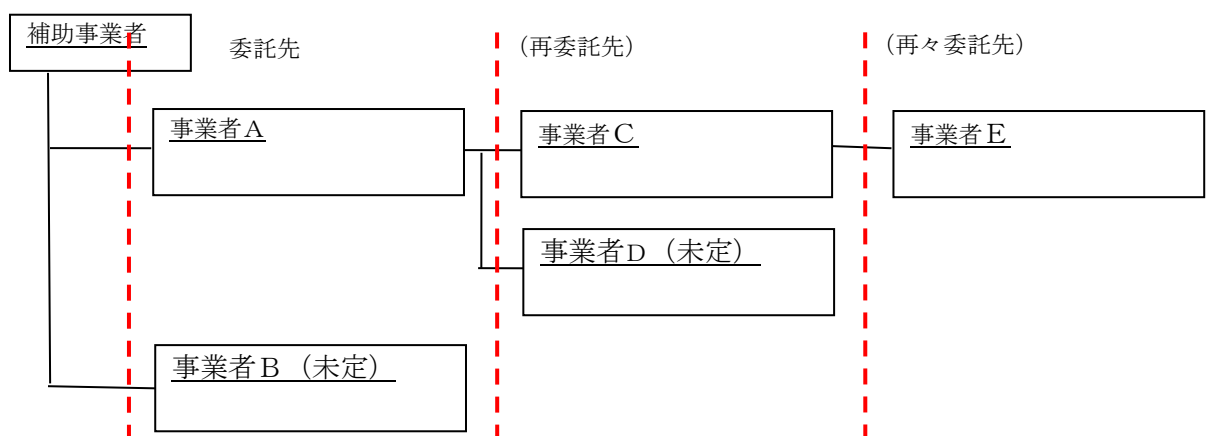 補助事業者
委託先
(再委託先)
(再々委託先)
事業者A
事業者C
事業者E
事業者D（未定）
事業者B（未定）